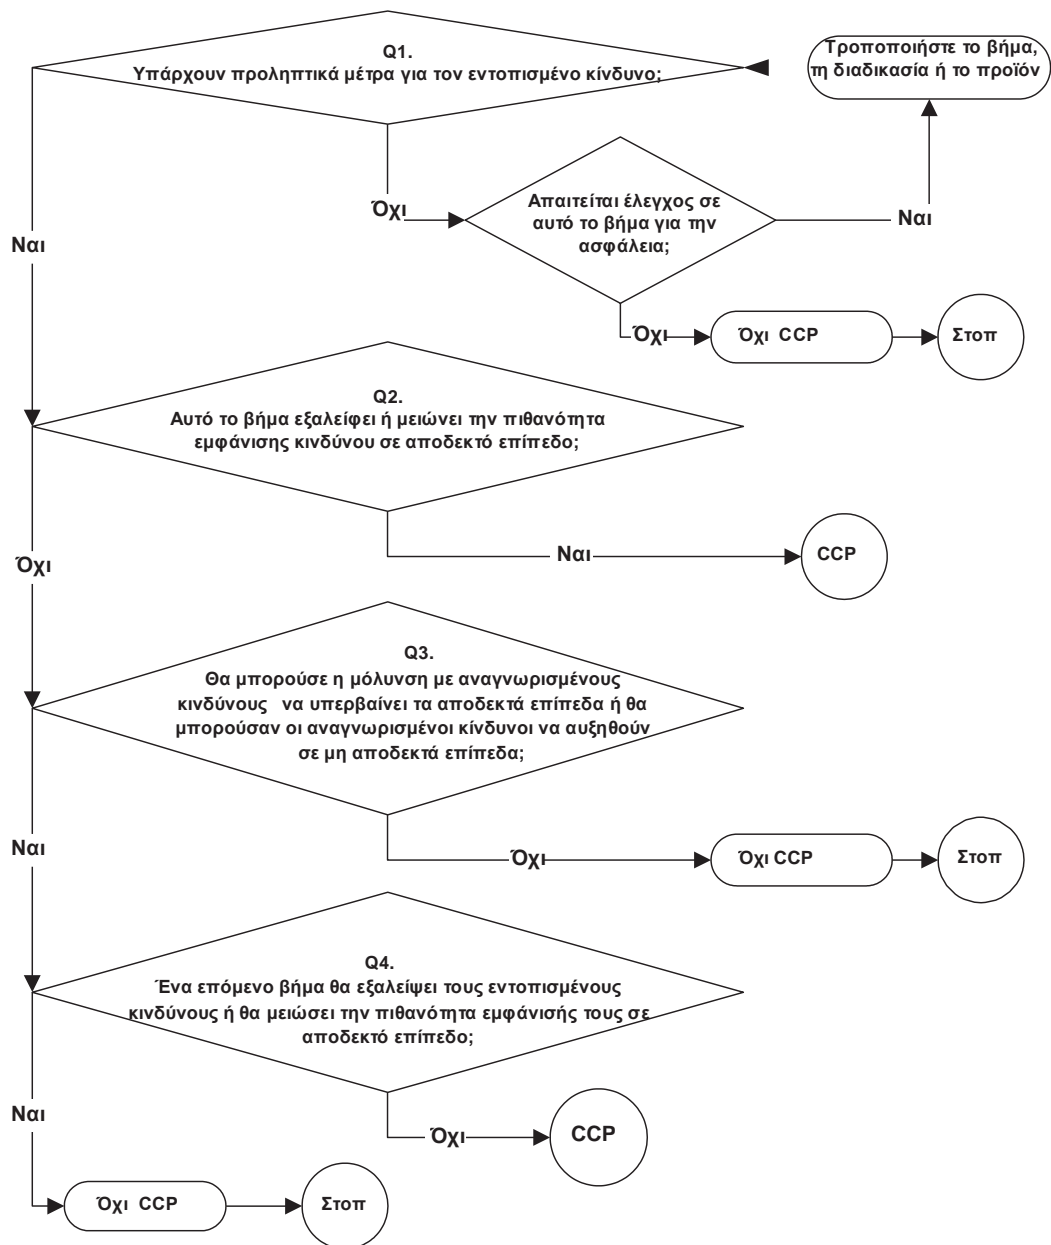 Q1.
Υπάρχουν προληπτικά μέτρα για τον εντοπισμένο κίνδυνο;
Τροποποιήστε το βήμα,
τη διαδικασία ή το προϊόν
Όχι
Απαιτείται έλεγχος σε
αυτό το βήμα για την
ασφάλεια;
Ναι
Ναι
Όχι
Όχι CCP
Στοπ
Q2.
Αυτό το βήμα εξαλείφει ή μειώνει την πιθανότητα
εμφάνισης κινδύνου σε αποδεκτό επίπεδο;
Ναι
CCP
Όχι
Q3.
Θα μπορούσε η μόλυνση με αναγνωρισμένους
κινδύνους να υπερβαίνει τα αποδεκτά επίπεδα ή θα
μπορούσαν οι αναγνωρισμένοι κίνδυνοι να αυξηθούν
σε μη αποδεκτά επίπεδα;
Ναι
Όχι
Όχι CCP
Στοπ
Q4.
Ένα επόμενο βήμα θα εξαλείψει τους εντοπισμένους
κινδύνους ή θα μειώσει την πιθανότητα εμφάνισής τους σε
αποδεκτό επίπεδο;
Ναι
Όχι
CCP
Όχι CCP
Στοπ